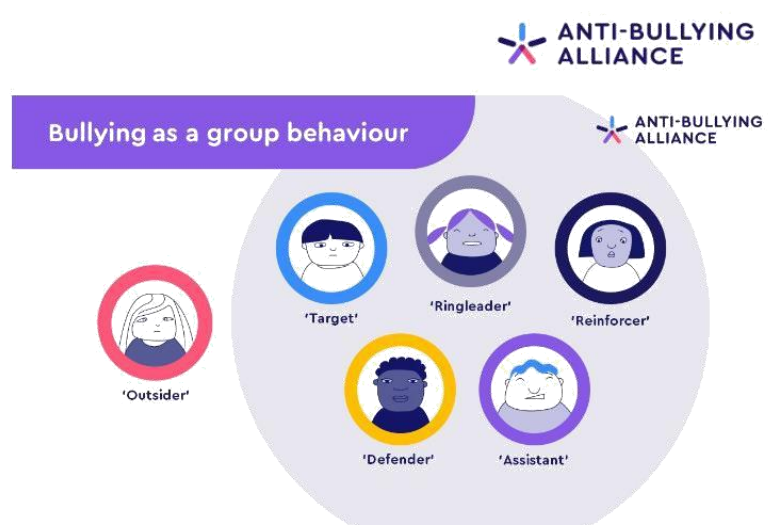 ANTI-BULLYING
ALLIANCE
Bullying as a group behaviour
ANTI-BULLYING
ALLIANCE
'Target'
'Ringleader'
'Reinforcer'
'Outsider'
'Defender'
'Assistant'